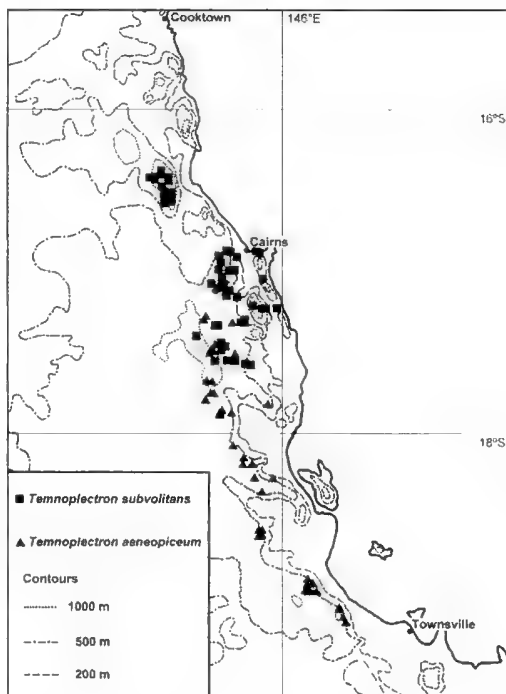 Cooktown
146°E
16°S
Cairns
18°S
Temnoplectron subvolitans
Temnoplectron aeneopiceum
Contours
1000 m
500 m
200 m
Townsville